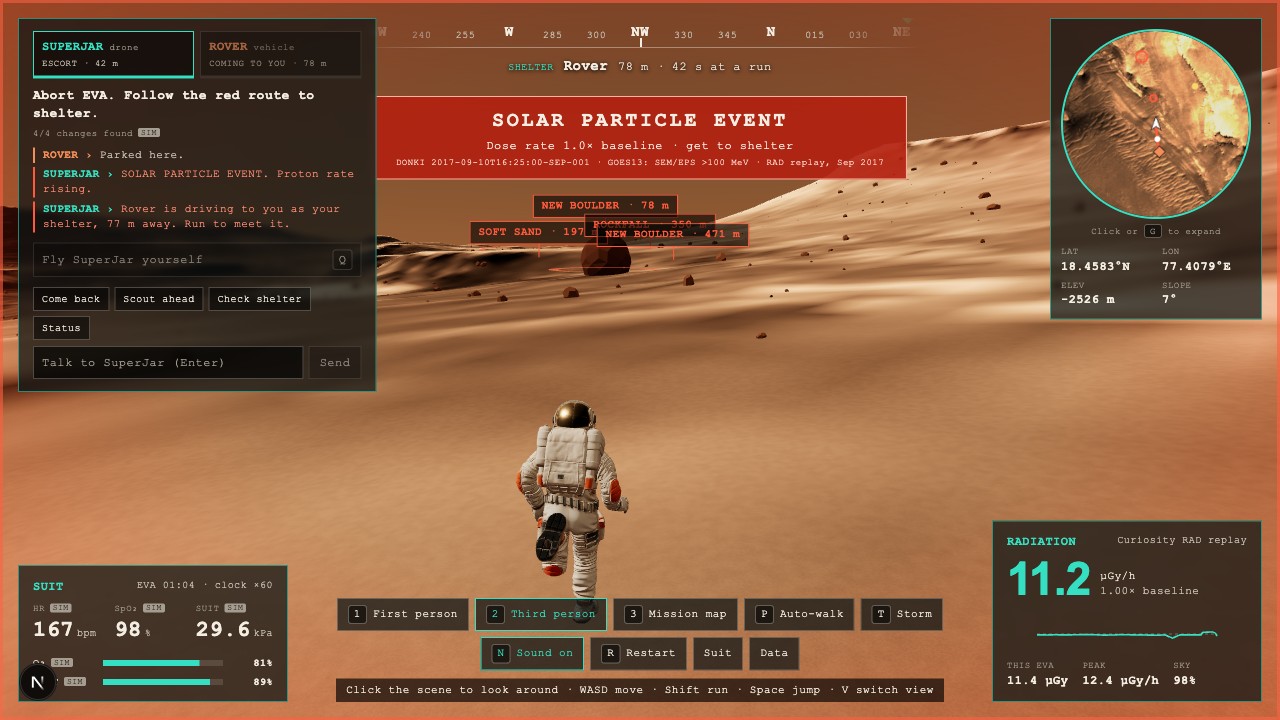 SUPERJAR drone
ESCORT · 42 m
ROVER vehicle
COMING TO YOU · 78 m
Abort EVA. Follow the red route to
shelter.
4/4 changes found SIM
ROVER › Parked here.
SUPERJAR › SOLAR PARTICLE EVENT. Proton rate
rising.
SUPERJAR › Rover is driving to you as your
shelter, 77 m away. Run to meet it.
Fly SuperJar yourself Q
Come back
Scout ahead
Check shelter
Status
Talk to SuperJar (Enter)
Send
W 240 255 W 285 300 NW 330 345 N 015 030 NE
SHELTER Rover 78 m · 42 s at a run
SOLAR PARTICLE EVENT
Dose rate 1.0× baseline · get to shelter
DONKI 2017-09-10T16:25:00-SEP-001 · GOES13: SEM/EPS >100 MeV · RAD replay, Sep 2017
NEW BOULDER · 78 m
ROCKFALL · 350 m
SOFT SAND · 197
NEW BOULDER · 471 m
Click or G to expand
LAT
18.4583°N
LON
77.4079°E
ELEV
-2526 m
SLOPE
7°
SUIT
EVA 01:04 · clock ×60
HR SIM
167 bpm
SpO₂ SIM
98 %
SUIT SIM
29.6 kPa
O₂ SIM 81%
SIM 89%
N
1 First person
2 Third person
3 Mission map
P Auto-walk
T Storm
N Sound on
R Restart
Suit
Data
Click the scene to look around · WASD move · Shift run · Space jump · V switch view
RADIATION
Curiosity RAD replay
11.2 µGy/h
1.00× baseline
THIS EVA
11.4 µGy
PEAK
12.4 µGy/h
SKY
98%